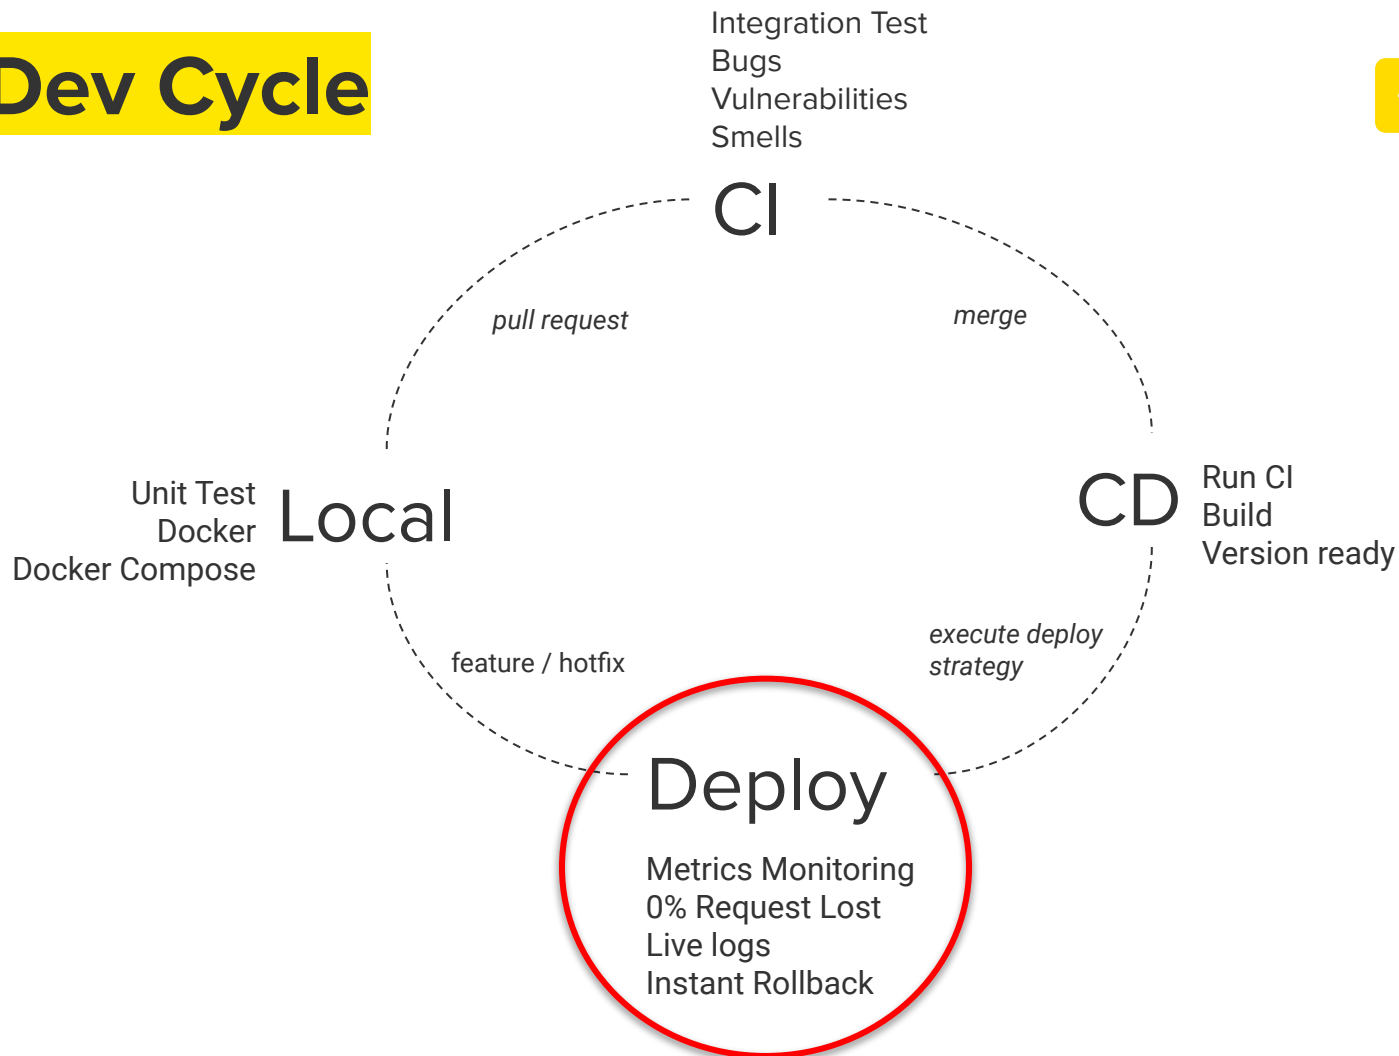 Dev Cycle
Integration Test
Bugs
Vulnerabilities
Smells
CI
pull request
merge
Unit Test
Docker
Docker Compose
Local
CD
Run CI
Build
Version ready
feature / hotfix
execute deploy
strategy
Deploy
Metrics Monitoring
0% Request Lost
Live logs
Instant Rollback